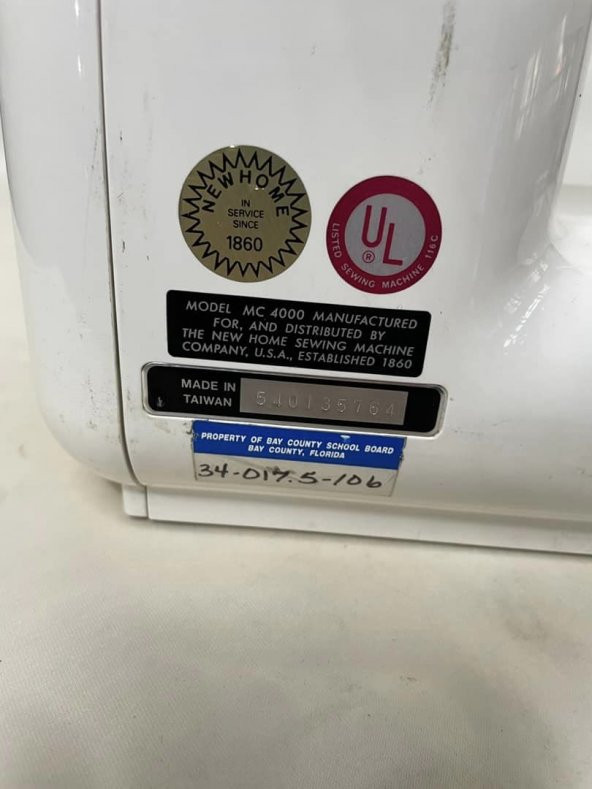 NEW HOME
IN
SERVICE
SINCE
1860
UL
®
LISTED SEWING MACHINE 116C
MODEL MC 4000 MANUFACTURED
FOR, AND DISTRIBUTED BY
THE NEW HOME SEWING MACHINE
COMPANY, U.S.A., ESTABLISHED 1860
MADE IN
TAIWAN
540135764
PROPERTY OF BAY COUNTY SCHOOL BOARD
BAY COUNTY, FLORIDA
34-017.5-106